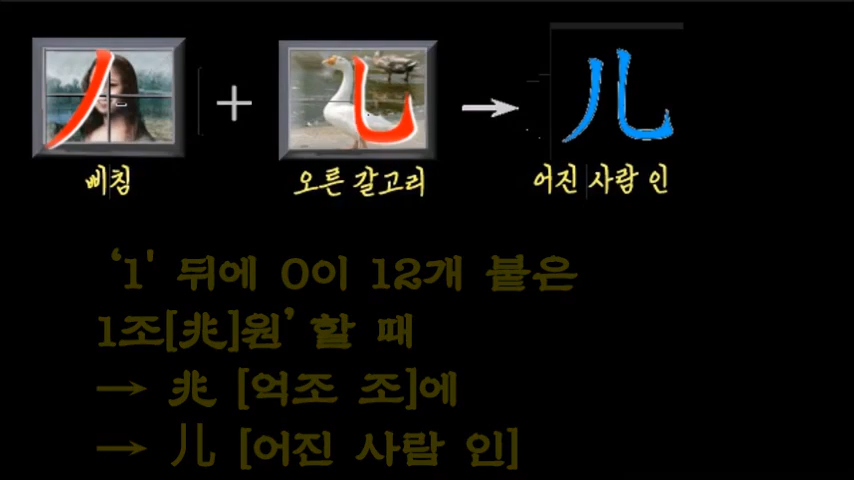 丿 + 乚 → 儿
삐침 오른 갈고리 어진 사람 인
‘1' 뒤에 0이 12개 붙은
1조[兆]원’ 할 때
→ 兆 [억조 조]에
→ 儿 [어진 사람 인]